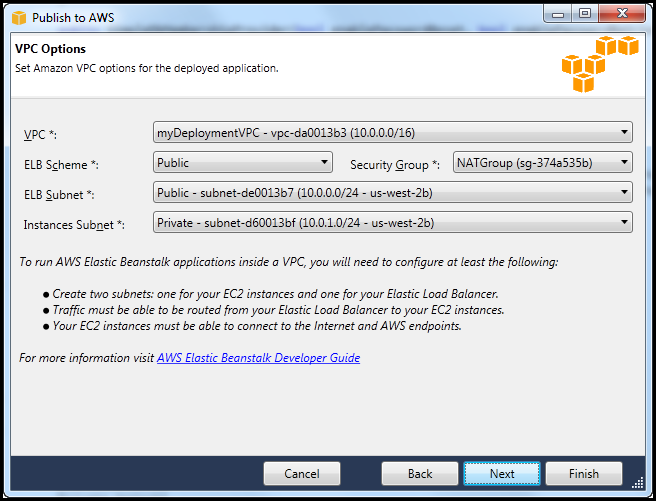 Publish to AWS
VPC Options
Set Amazon VPC options for the deployed application.
VPC *: myDeploymentVPC - vpc-da0013b3 (10.0.0.0/16)
ELB Scheme *: Public Security Group *: NATGroup (sg-374a535b)
ELB Subnet *: Public - subnet-de0013b7 (10.0.0.0/24 - us-west-2b)
Instances Subnet *: Private - subnet-d60013bf (10.0.1.0/24 - us-west-2b)
To run AWS Elastic Beanstalk applications inside a VPC, you will need to configure at least the following:
● Create two subnets: one for your EC2 instances and one for your Elastic Load Balancer.
● Traffic must be able to be routed from your Elastic Load Balancer to your EC2 instances.
● Your EC2 instances must be able to connect to the Internet and AWS endpoints.
For more information visit AWS Elastic Beanstalk Developer Guide
Cancel Back Next Finish